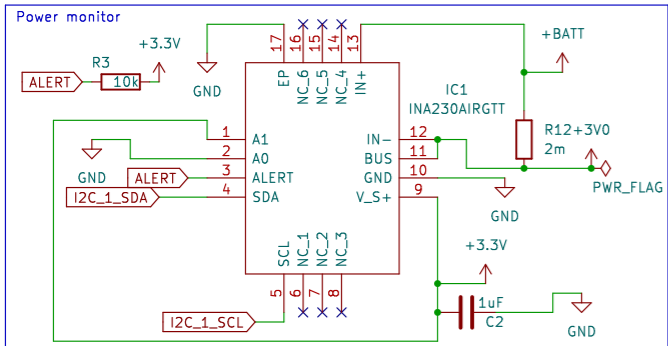 Power monitor
+3.3V
R3
10k
ALERT
GND
17
16
15
14
13
EP
NC_6
NC_5
NC_4
IN+
+BATT
IC1
INA230AIRGTT
R12
2m
+3V0
PWR_FLAG
1
A1
2
A0
3
ALERT
4
SDA
GND
ALERT
I2C_1_SDA
IN-
12
BUS
11
GND
10
V_S+
9
GND
SCL
NC_1
NC_2
NC_3
5
6
7
8
I2C_1_SCL
+3.3V
1uF
C2
GND